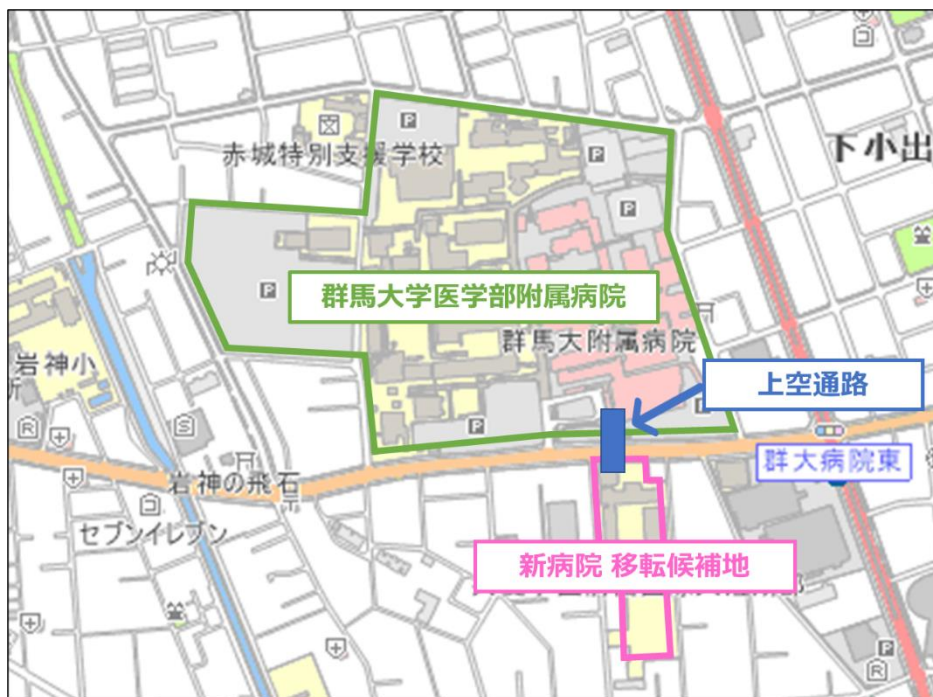 下小出
赤城特別支援学校
群馬大学医学部附属病院
群馬大附属病院
岩神小
上空通路
群大病院東
岩神の飛石
セブンイレブン
新病院 移転候補地